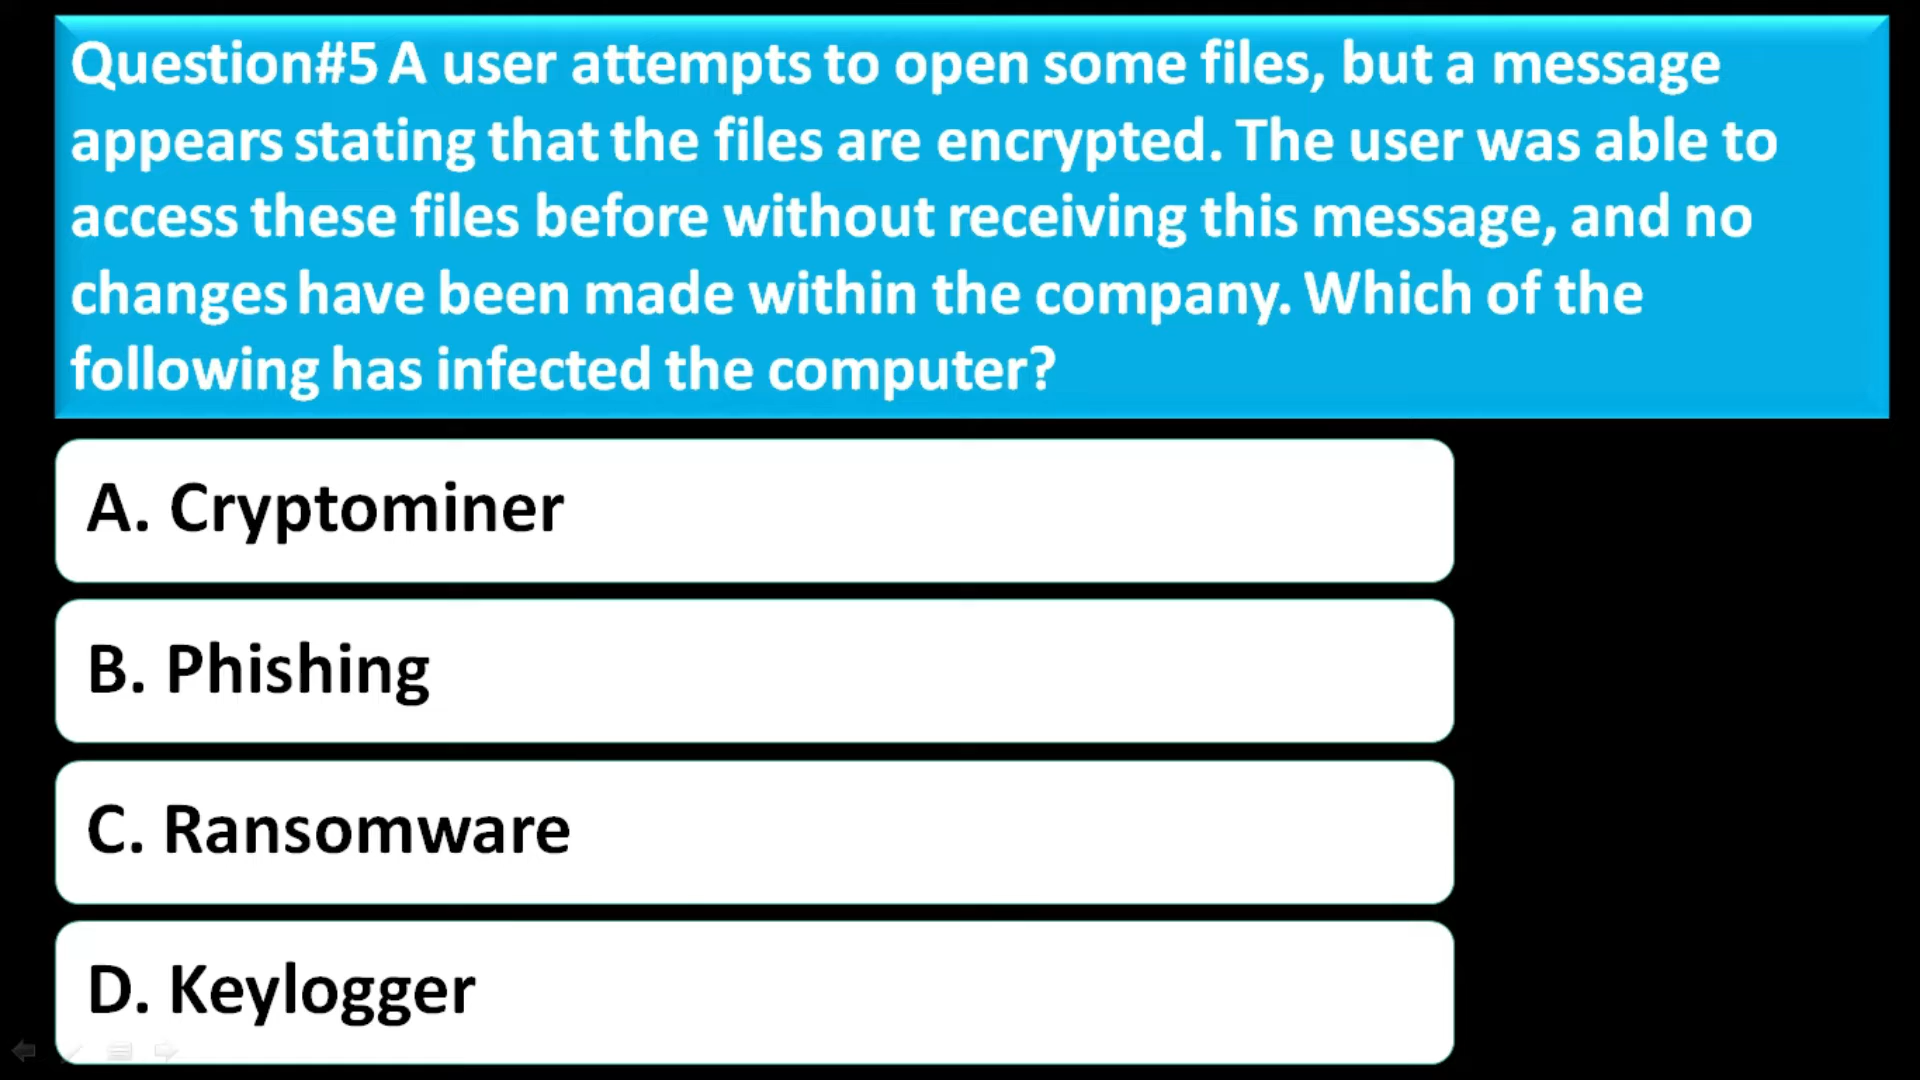 Question#5 A user attempts to open some files, but a message
appears stating that the files are encrypted. The user was able to
access these files before without receiving this message, and no
changes have been made within the company. Which of the
following has infected the computer?
A. Cryptominer
B. Phishing
C. Ransomware
D. Keylogger